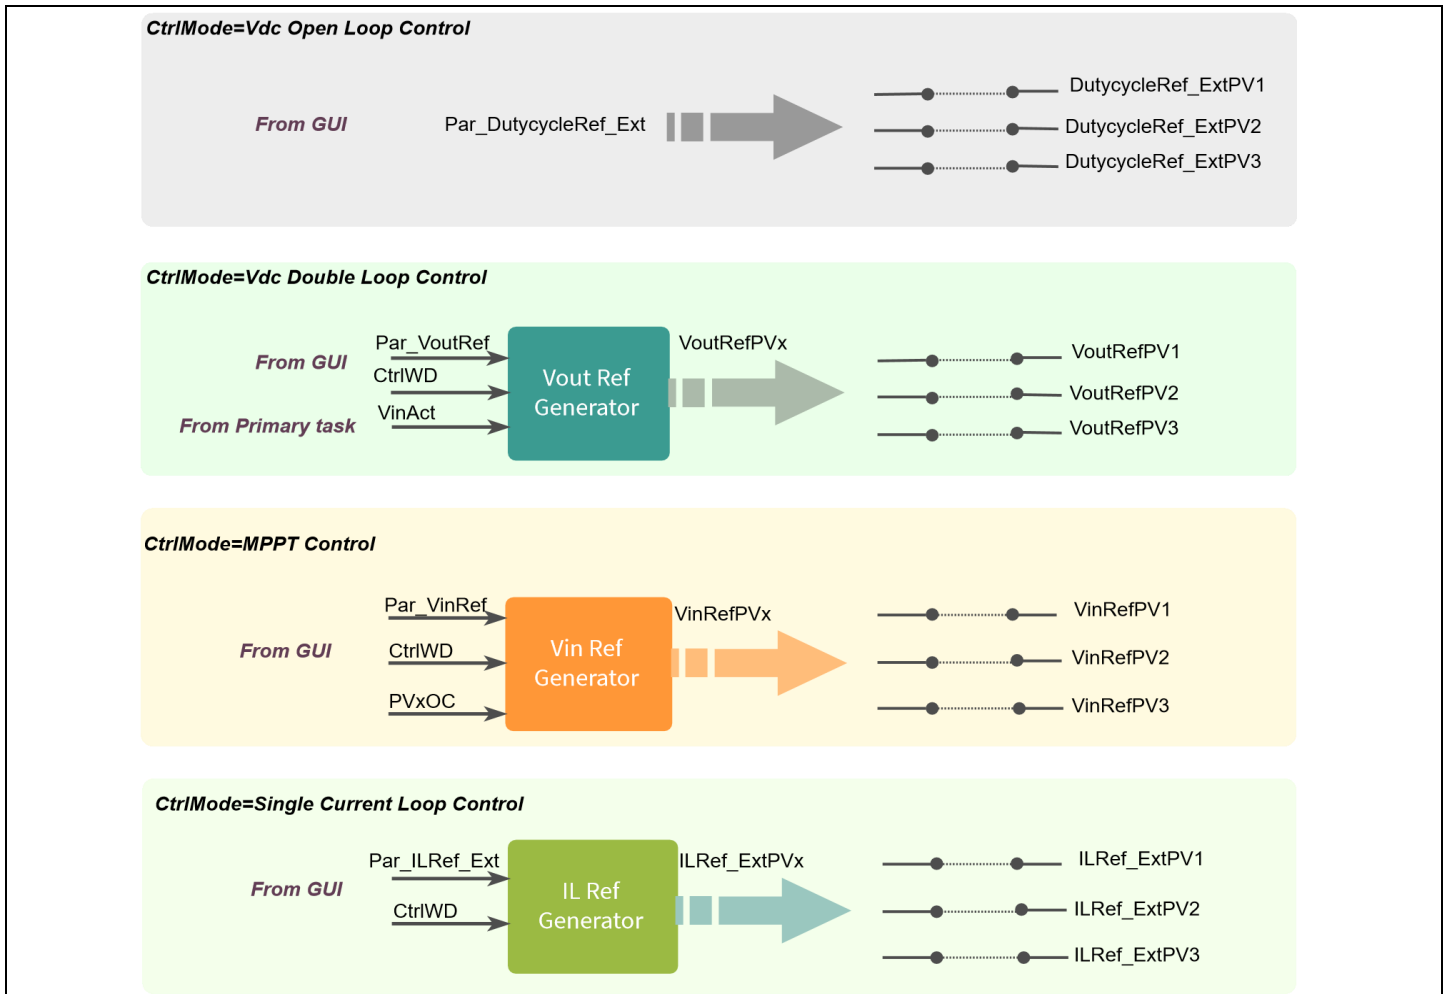 CtrlMode=Vdc Open Loop Control
From GUI
Par_DutycycleRef_Ext
DutycycleRef_ExtPV1
DutycycleRef_ExtPV2
DutycycleRef_ExtPV3
CtrlMode=Vdc Double Loop Control
From GUI
From Primary task
Par_VoutRef
CtrlWD
VinAct
Vout Ref
Generator
VoutRefPVx
VoutRefPV1
VoutRefPV2
VoutRefPV3
CtrlMode=MPPT Control
From GUI
Par_VinRef
CtrlWD
PVxOC
Vin Ref
Generator
VinRefPVx
VinRefPV1
VinRefPV2
VinRefPV3
CtrlMode=Single Current Loop Control
From GUI
Par_ILRef_Ext
CtrlWD
IL Ref
Generator
ILRef_ExtPVx
ILRef_ExtPV1
ILRef_ExtPV2
ILRef_ExtPV3